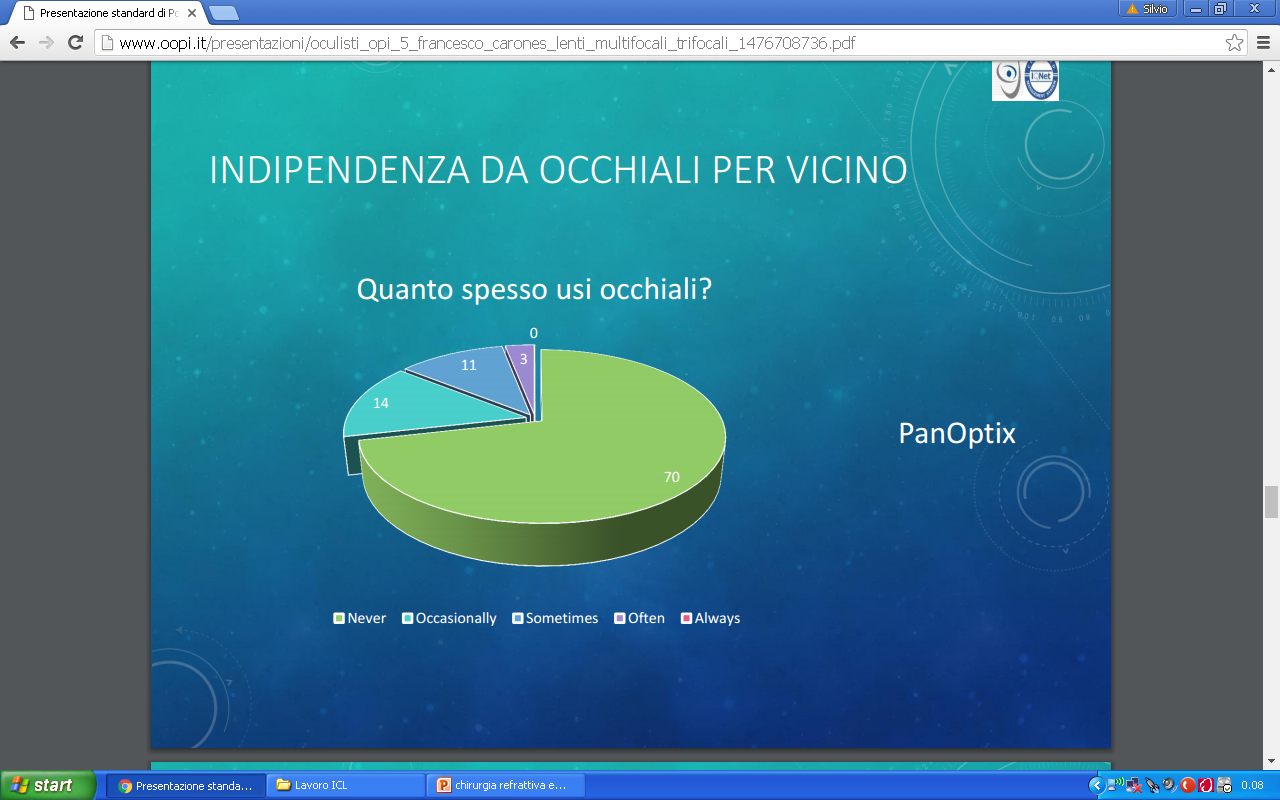 Presentazione standard di Po
Silvio
www.oopi.it/presentazioni/oculisti_opi_5_francesco_carones_lenti_multifocali_trifocali_1476708736.pdf
IQNet
INDIPENDENZA DA OCCHIALI PER VICINO
Quanto spesso usi occhiali?
0
3
11
14
70
PanOptix
Never Occasionally Sometimes Often Always
start
Presentazione standa...
Lavoro ICL
chirurgia refrattiva e...
0.08